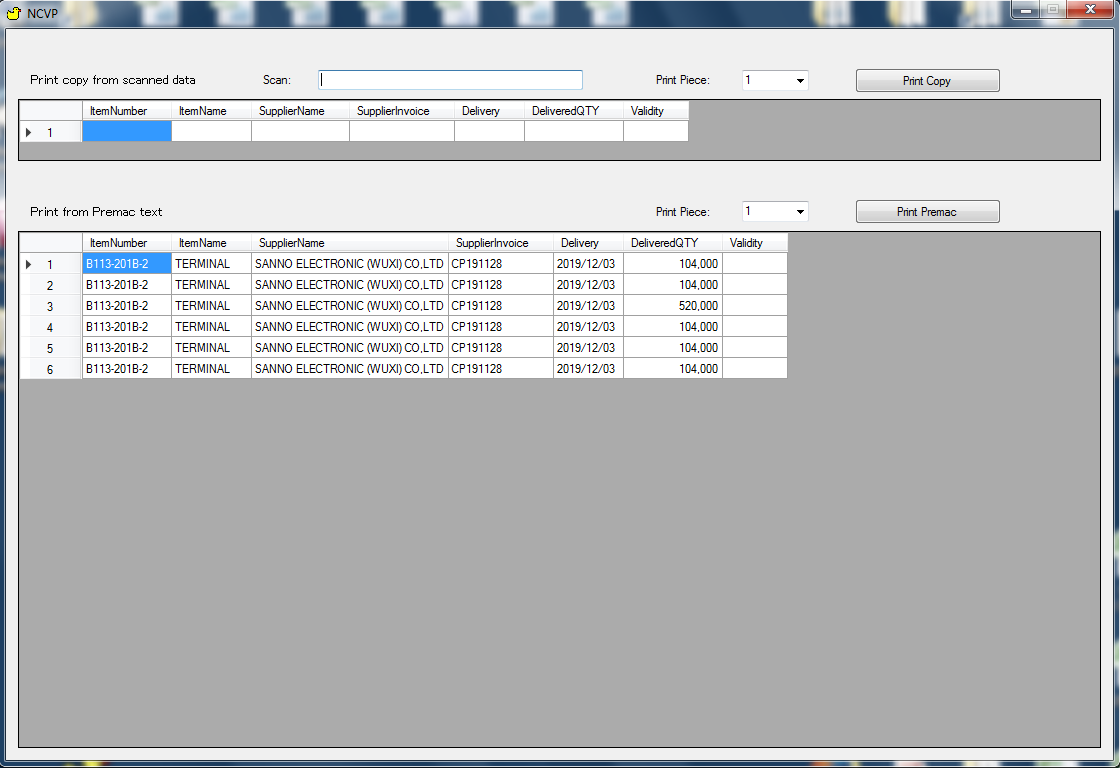 NCVP
Print copy from scanned data Scan: Print Piece: 1 Print Copy
ItemNumber ItemName SupplierName SupplierInvoice Delivery DeliveredQTY Validity
1
Print from Premac text Print Piece: 1 Print Premac
ItemNumber ItemName SupplierName SupplierInvoice Delivery DeliveredQTY Validity
1 B113-201B-2 TERMINAL SANNO ELECTRONIC (WUXI) CO,LTD CP191128 2019/12/03 104,000
2 B113-201B-2 TERMINAL SANNO ELECTRONIC (WUXI) CO,LTD CP191128 2019/12/03 104,000
3 B113-201B-2 TERMINAL SANNO ELECTRONIC (WUXI) CO,LTD CP191128 2019/12/03 520,000
4 B113-201B-2 TERMINAL SANNO ELECTRONIC (WUXI) CO,LTD CP191128 2019/12/03 104,000
5 B113-201B-2 TERMINAL SANNO ELECTRONIC (WUXI) CO,LTD CP191128 2019/12/03 104,000
6 B113-201B-2 TERMINAL SANNO ELECTRONIC (WUXI) CO,LTD CP191128 2019/12/03 104,000